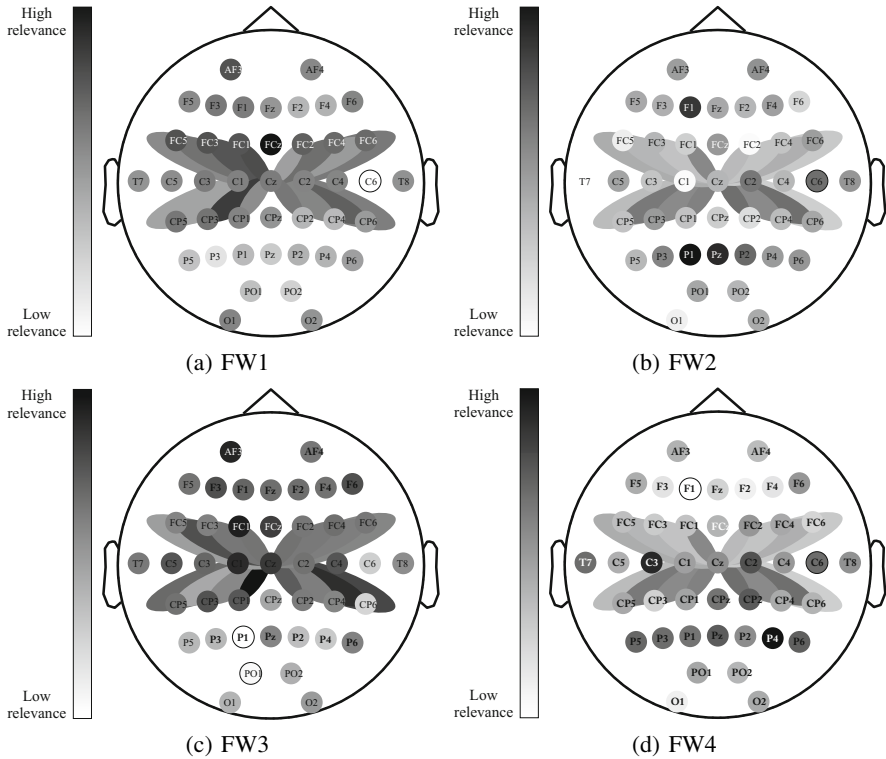 High
relevance
Low
relevance
AF3 AF4
F5 F3 F1 Fz F2 F4 F6
FC5 FC3 FC1 FCz FC2 FC4 FC6
T7 C5 C3 C1 Cz C2 C4 C6 T8
CP5 CP3 CP1 CPz CP2 CP4 CP6
P5 P3 P1 Pz P2 P4 P6
PO1 PO2
O1 O2
(a) FW1
High
relevance
Low
relevance
AF3 AF4
F5 F3 F1 Fz F2 F4 F6
FC5 FC3 FC1 FCz FC2 FC4 FC6
T7 C5 C3 C1 Cz C2 C4 C6 T8
CP5 CP3 CP1 CPz CP2 CP4 CP6
P5 P3 P1 Pz P2 P4 P6
PO1 PO2
O1 O2
(b) FW2
High
relevance
Low
relevance
AF3 AF4
F5 F3 F1 Fz F2 F4 F6
FC5 FC3 FC1 FCz FC2 FC4 FC6
T7 C5 C3 C1 Cz C2 C4 C6 T8
CP5 CP3 CP1 CPz CP2 CP4 CP6
P5 P3 P1 Pz P2 P4 P6
PO1 PO2
O1 O2
(c) FW3
High
relevance
Low
relevance
AF3 AF4
F5 F3 F1 Fz F2 F4 F6
FC5 FC3 FC1 FCz FC2 FC4 FC6
T7 C5 C3 C1 Cz C2 C4 C6 T8
CP5 CP3 CP1 CPz CP2 CP4 CP6
P5 P3 P1 Pz P2 P4 P6
PO1 PO2
O1 O2
(d) FW4